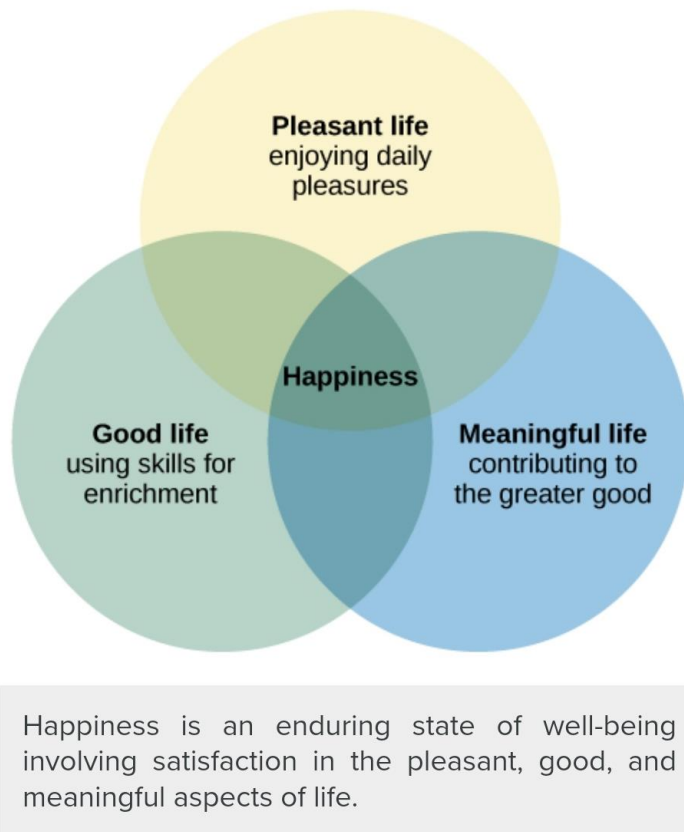 Pleasant life
enjoying daily
pleasures
Happiness
Good life
using skills for
enrichment
Meaningful life
contributing to
the greater good
Happiness is an enduring state of well-being
involving satisfaction in the pleasant, good, and
meaningful aspects of life.